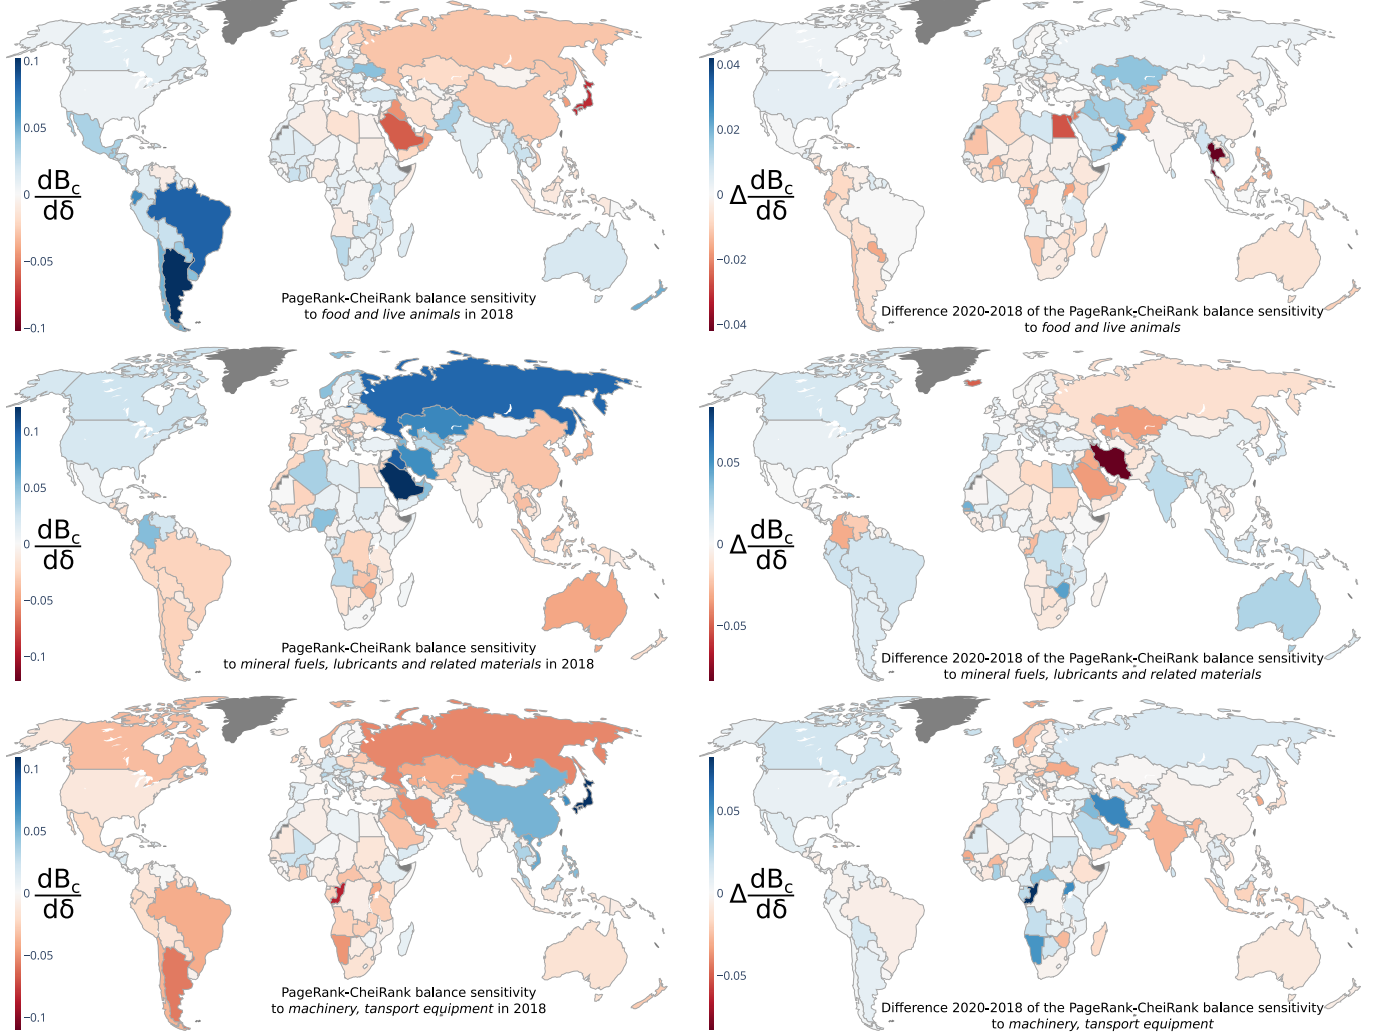 0.1
0.05
0
−0.05
−0.1
dB_c
dδ
PageRank-CheiRank balance sensitivity
to food and live animals in 2018
0.04
0.02
0
−0.02
−0.04
Δ dB_c
dδ
Difference 2020-2018 of the PageRank-CheiRank balance sensitivity
to food and live animals
0.1
0.05
0
−0.05
−0.1
dB_c
dδ
PageRank-CheiRank balance sensitivity
to mineral fuels, lubricants and related materials in 2018
0.05
0
−0.05
Δ dB_c
dδ
Difference 2020-2018 of the PageRank-CheiRank balance sensitivity
to mineral fuels, lubricants and related materials
0.1
0.05
0
−0.05
−0.1
dB_c
dδ
PageRank-CheiRank balance sensitivity
to machinery, tansport equipment in 2018
0.05
0
−0.05
Δ dB_c
dδ
Difference 2020-2018 of the PageRank-CheiRank balance sensitivity
to machinery, tansport equipment